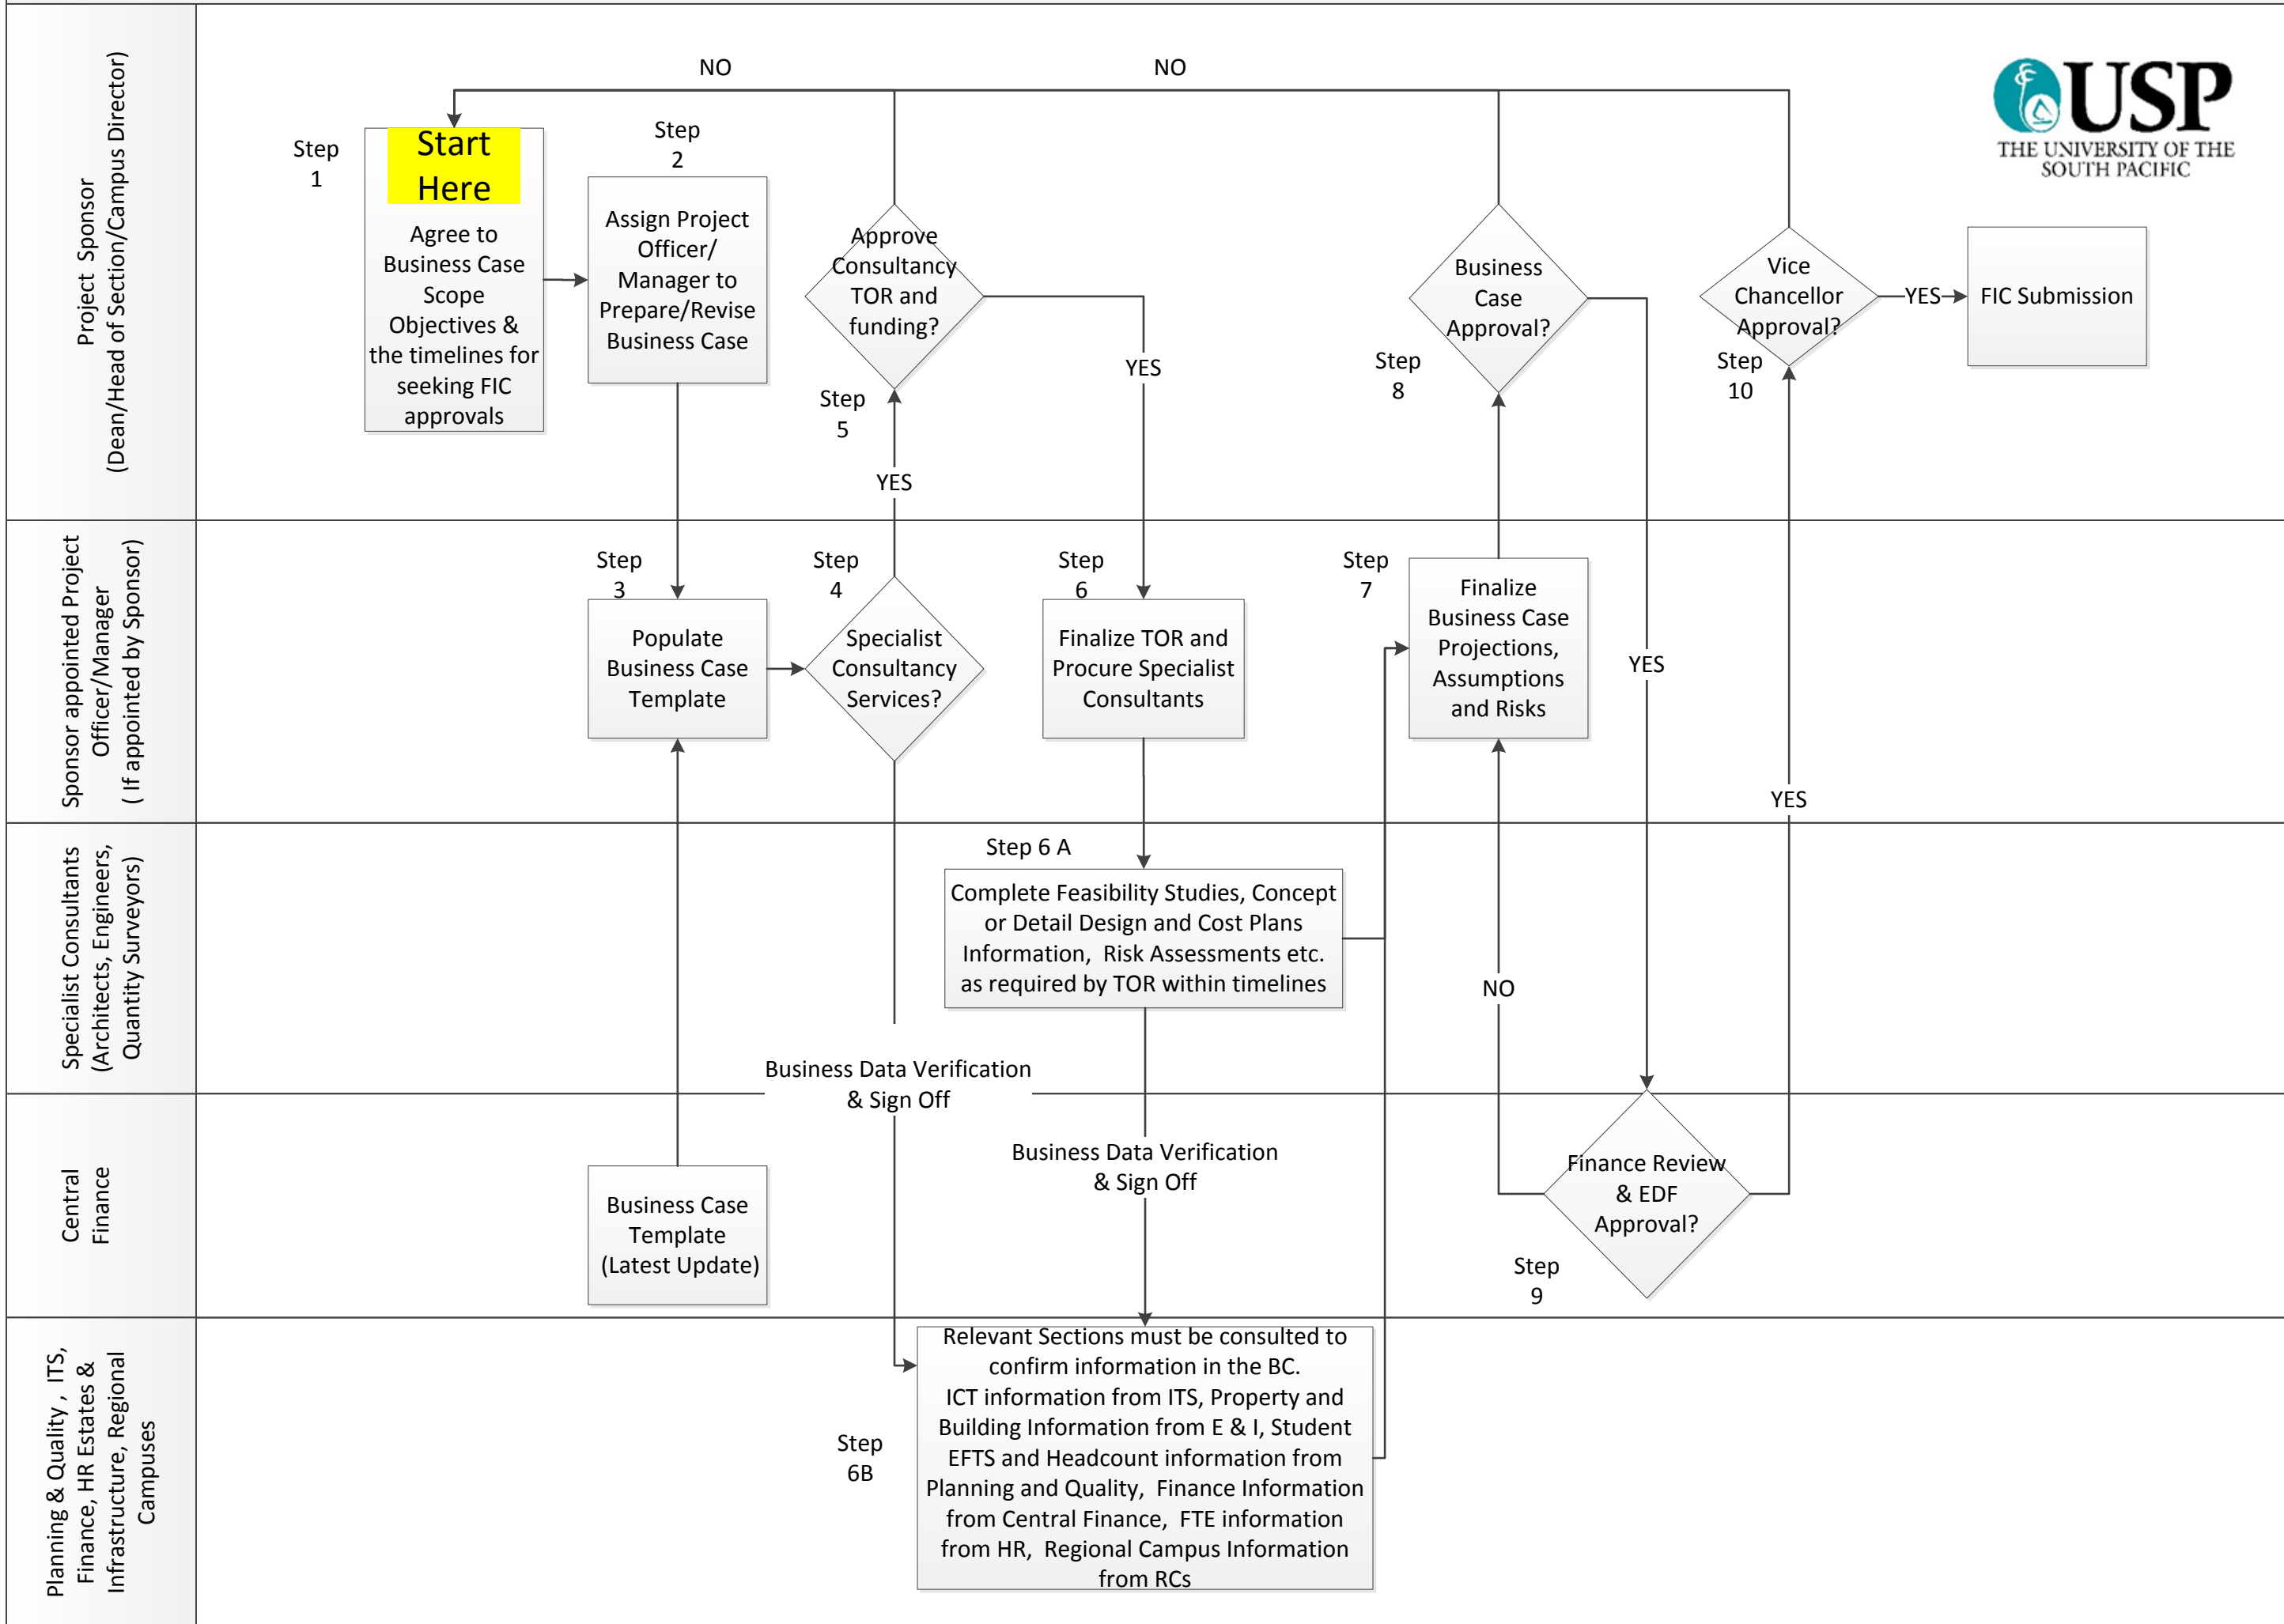 Project Sponsor
(Dean/Head of Section/Campus Director)
NO
NO
USP
THE UNIVERSITY OF THE
SOUTH PACIFIC
Step
1
Start
Here
Agree to
Business Case
Scope
Objectives &
the timelines for
seeking FIC
approvals
Step
2
Assign Project
Officer/
Manager to
Prepare/Revise
Business Case
Approve
Consultancy
TOR and
funding?
Step
5
YES
YES
Business
Case
Approval?
Step
8
Vice
Chancellor
Approval?
Step
10
YES
FIC Submission
Sponsor appointed Project
Officer/Manager
( If appointed by Sponsor)
Step
3
Populate
Business Case
Template
Step
4
Specialist
Consultancy
Services?
Step
6
Finalize TOR and
Procure Specialist
Consultants
Step
7
Finalize
Business Case
Projections,
Assumptions
and Risks
YES
YES
Specialist Consultants
(Architects, Engineers,
Quantity Surveyors)
Step 6 A
Complete Feasibility Studies, Concept
or Detail Design and Cost Plans
Information, Risk Assessments etc.
as required by TOR within timelines
NO
Business Data Verification
& Sign Off
Central
Finance
Business Case
Template
(Latest Update)
Business Data Verification
& Sign Off
Finance Review
& EDF
Approval?
Step
9
Planning & Quality , ITS,
Finance, HR Estates &
Infrastructure, Regional
Campuses
Step
6B
Relevant Sections must be consulted to
confirm information in the BC.
ICT information from ITS, Property and
Building Information from E & I, Student
EFTS and Headcount information from
Planning and Quality, Finance Information
from Central Finance, FTE information
from HR, Regional Campus Information
from RCs